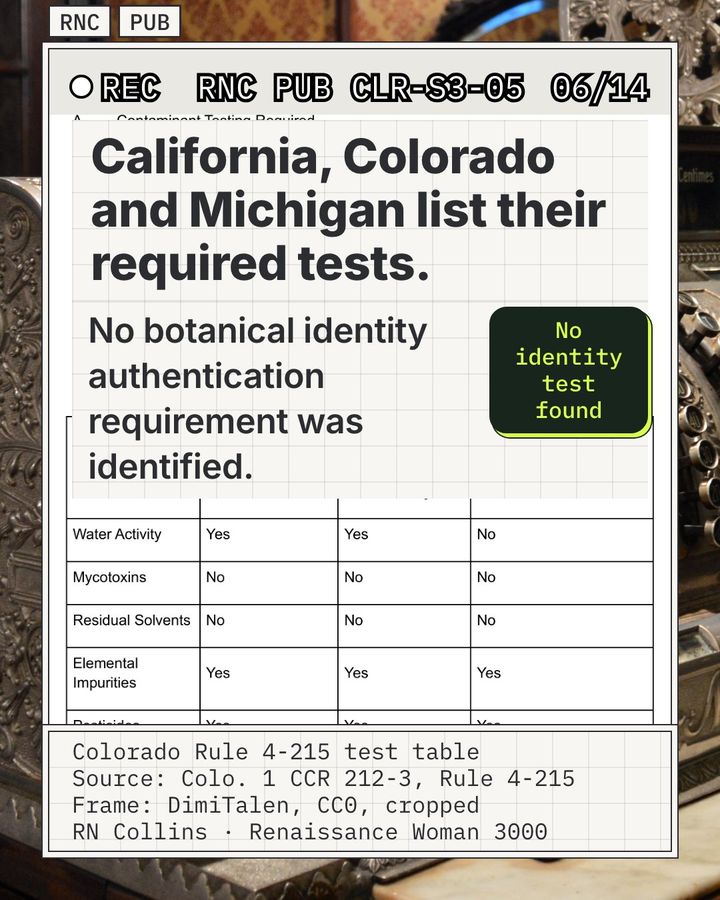 RNC PUB
REC RNC PUB CLR-S3-05 06/14
California, Colorado
and Michigan list their
required tests.
No botanical identity
authentication
requirement was
identified.
No
identity
test
found
Water Activity Yes Yes No
Mycotoxins No No No
Residual Solvents No No No
Elemental
Impurities Yes Yes Yes
Colorado Rule 4-215 test table
Source: Colo. 1 CCR 212-3, Rule 4-215
Frame: DimiTalen, CC0, cropped
RN Collins · Renaissance Woman 3000
Centimes